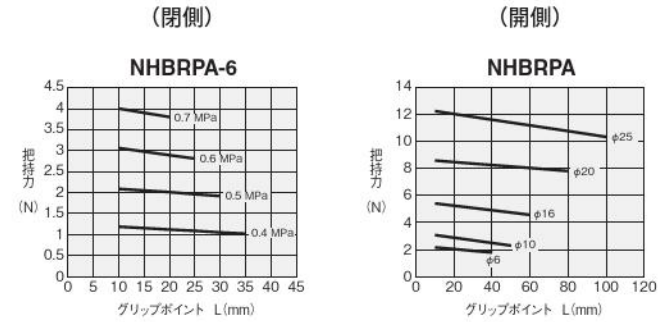 （閉側）
NHBRPA-6
4.5
4
3.5
3
2.5
2
1.5
1
0.5
0
把持力
（N）
0.7 MPa
0.6 MPa
0.5 MPa
0.4 MPa
0 5 10 15 20 25 30 35 40 45
グリップポイント L(mm)
（開側）
NHBRPA
14
12
10
8
6
4
2
0
把持力
（N）
φ25
φ20
φ16
φ10
φ6
0 20 40 60 80 100 120
グリップポイント L(mm)